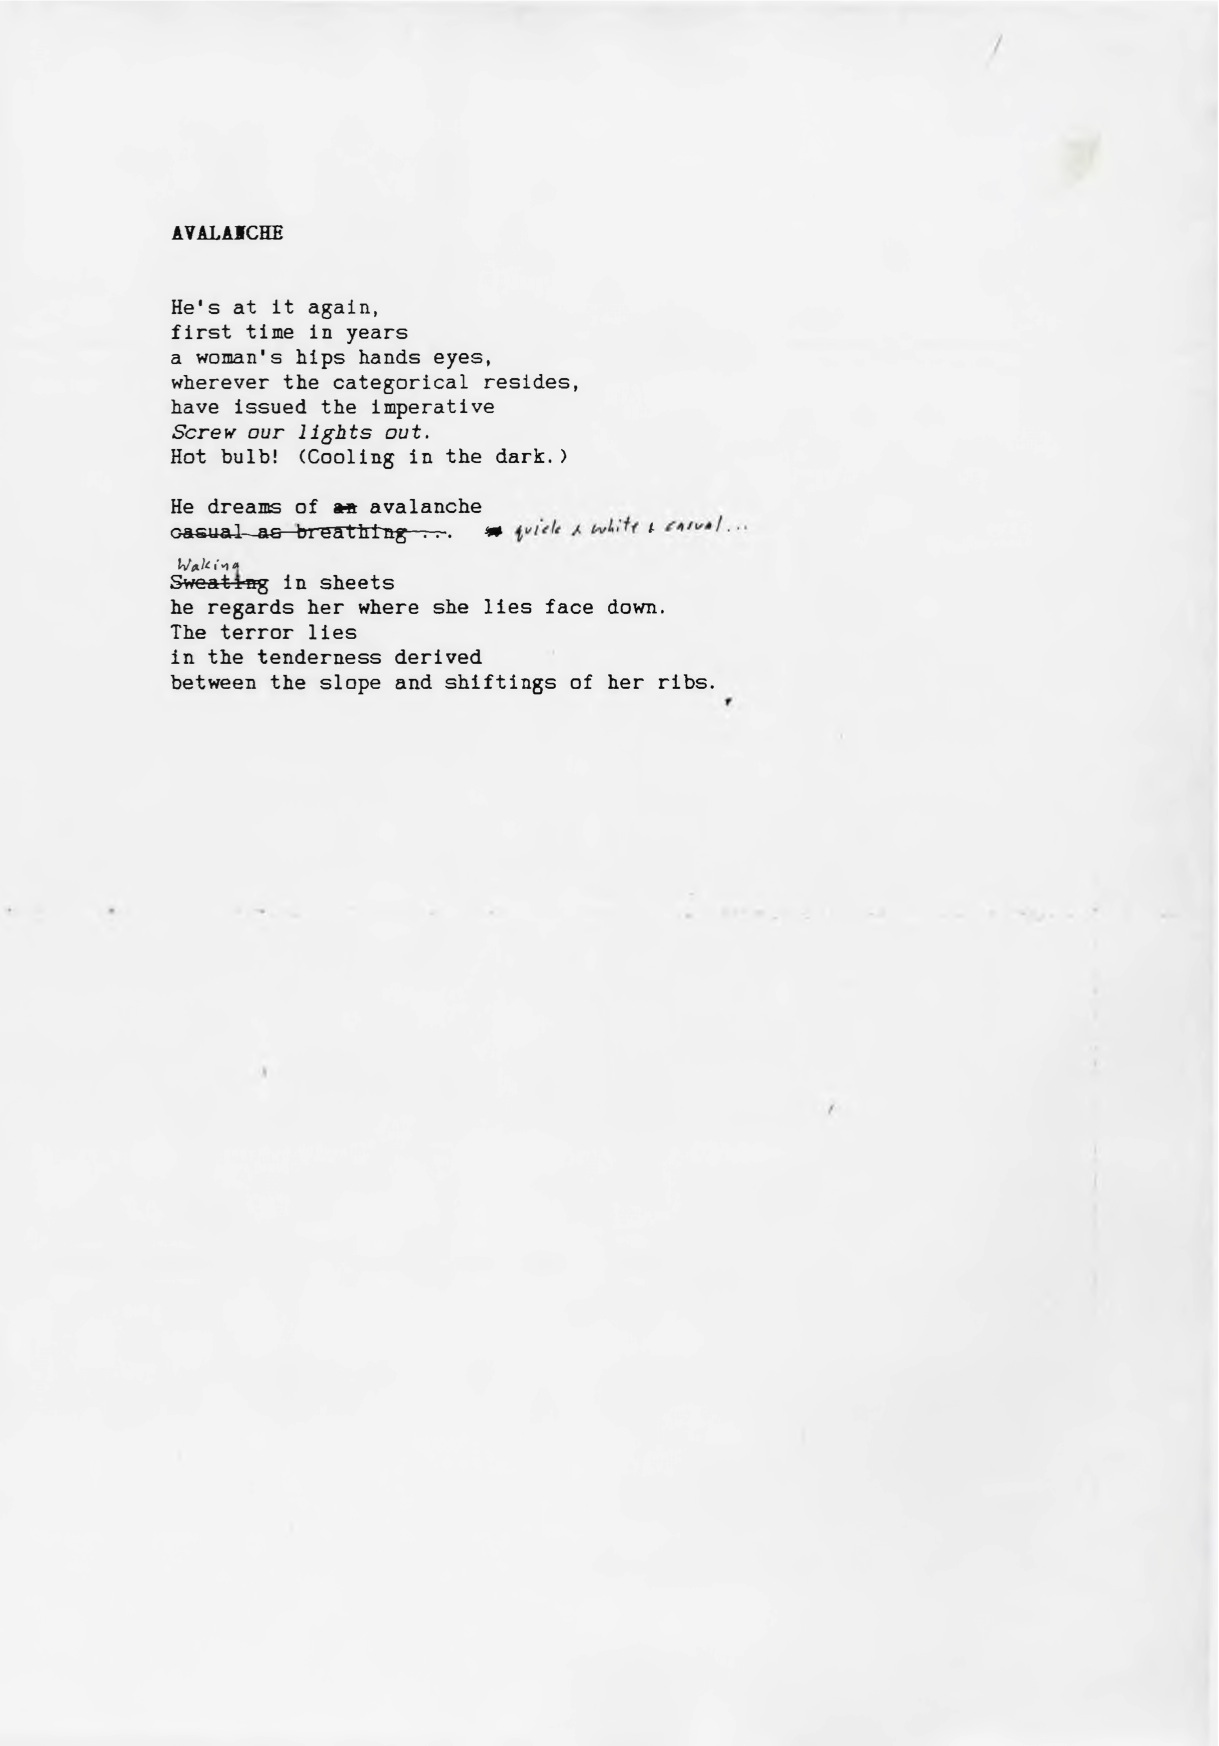 AVALANCHE
He's at it again,
first time in years
a woman's hips hands eyes,
wherever the categorical resides,
have issued the imperative
Screw our lights out.
Hot bulb! (Cooling in the dark.)
He dreams of an avalanche
casual as breathing .... quick & white & casual...
Waking
Sweating in sheets
he regards her where she lies face down.
The terror lies
in the tenderness derived
between the slope and shiftings of her ribs.